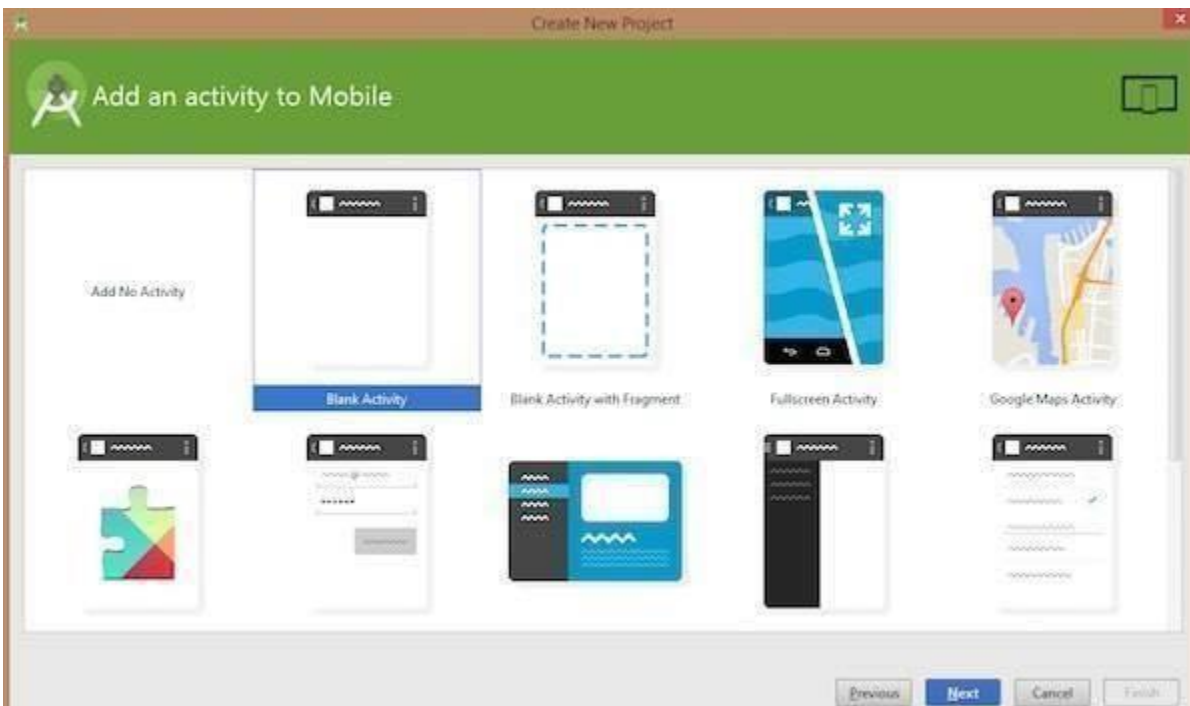 Create New Project
Add an activity to Mobile
Add No Activity
Blank Activity
Blank Activity with Fragment
Fullscreen Activity
Google Maps Activity
Previous
Next
Cancel
Finish